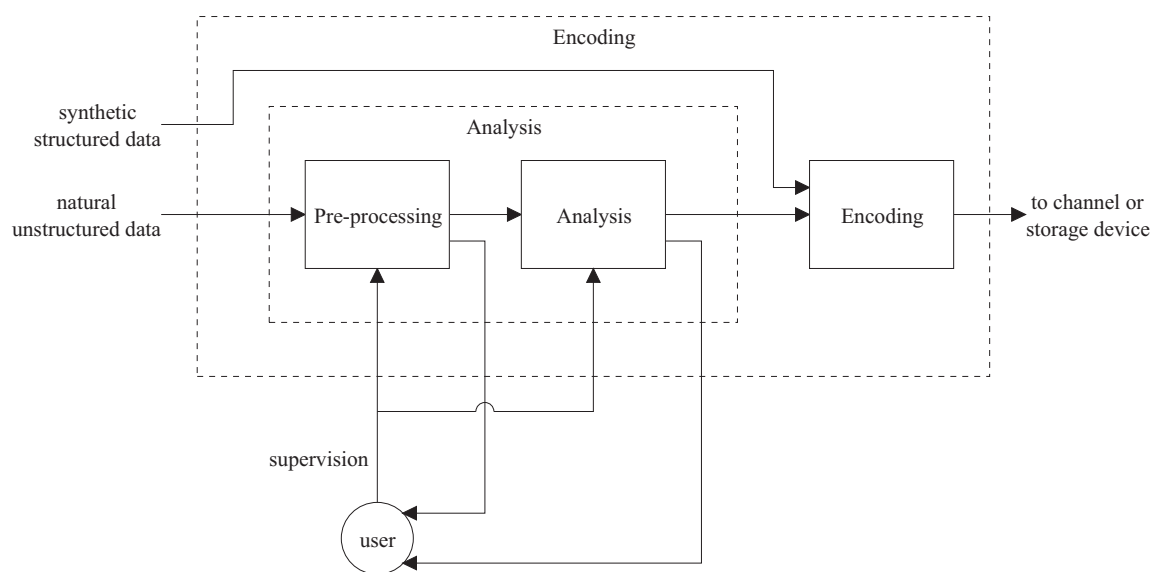 Encoding
synthetic
structured data
Analysis
natural
unstructured data
Pre-processing
Analysis
Encoding
to channel or
storage device
supervision
user